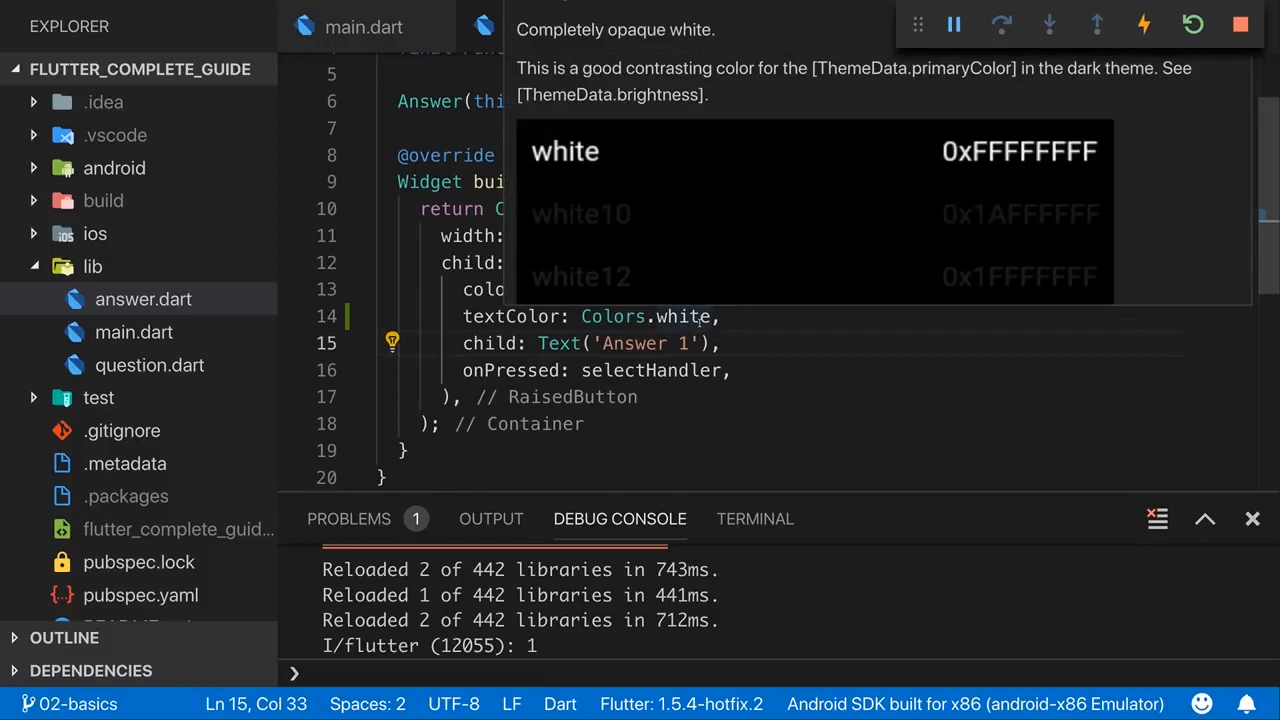 EXPLORER
FLUTTER_COMPLETE_GUIDE
.idea
.vscode
android
build
ios
lib
answer.dart
main.dart
question.dart
test
.gitignore
.metadata
.packages
flutter_complete_guid...
pubspec.lock
pubspec.yaml
OUTLINE
DEPENDENCIES
main.dart
Completely opaque white.
This is a good contrasting color for the [ThemeData.primaryColor] in the dark theme. See
[ThemeData.brightness].
white 0xFFFFFFFF
white10 0x1AFFFFFF
white12 0x1FFFFFFF
5
6 Answer(thi
7
8 @override
9 Widget bui
10 return C
11 width:
12 child:
13 colo
14 textColor: Colors.white,
15 child: Text('Answer 1'),
16 onPressed: selectHandler,
17 ), // RaisedButton
18 ); // Container
19 }
20 }
PROBLEMS 1 OUTPUT DEBUG CONSOLE TERMINAL
Reloaded 2 of 442 libraries in 743ms.
Reloaded 1 of 442 libraries in 441ms.
Reloaded 2 of 442 libraries in 712ms.
I/flutter (12055): 1
❯
02-basics Ln 15, Col 33 Spaces: 2 UTF-8 LF Dart Flutter: 1.5.4-hotfix.2 Android SDK built for x86 (android-x86 Emulator)